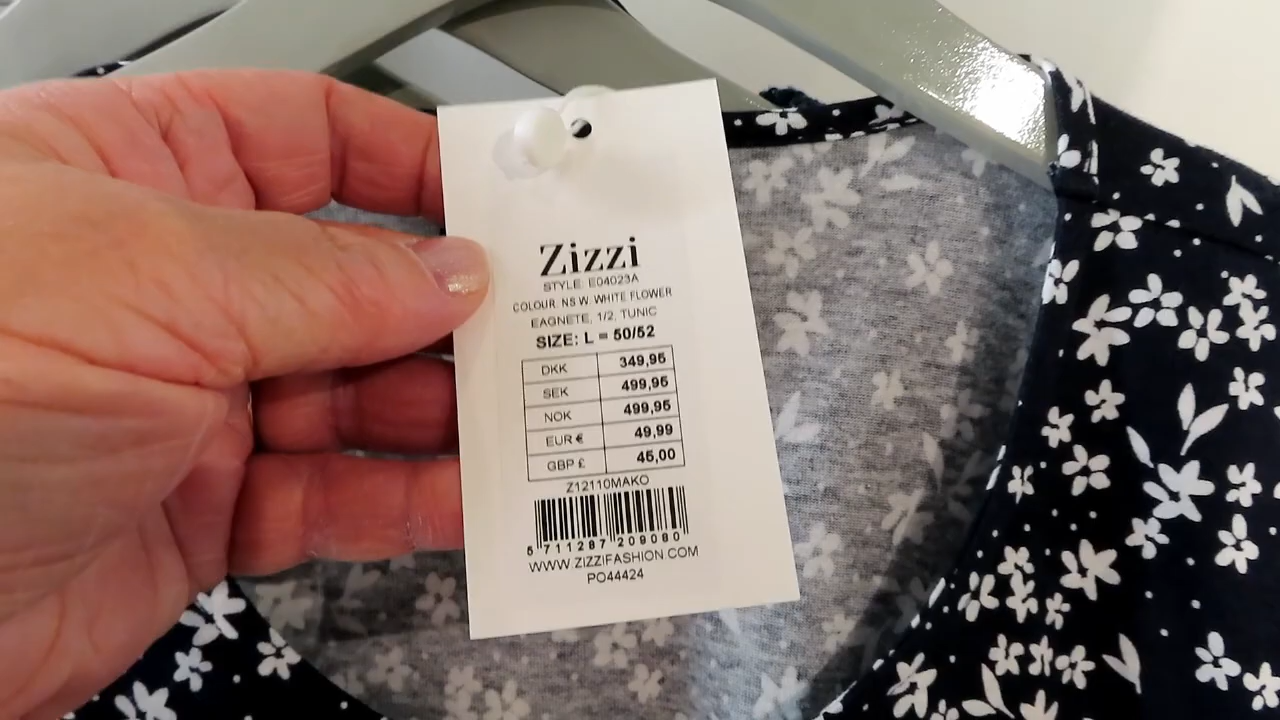 Zizzi
STYLE: E04023A
COLOUR: NS W. WHITE FLOWER
EAGNETE, 1/2, TUNIC
SIZE: L = 50/52
DKK 349,95
SEK 499,95
NOK 499,95
EUR € 49,99
GBP £ 45,00
Z12110MAKO
5 711287 209080
WWW.ZIZZIFASHION.COM
PO44424